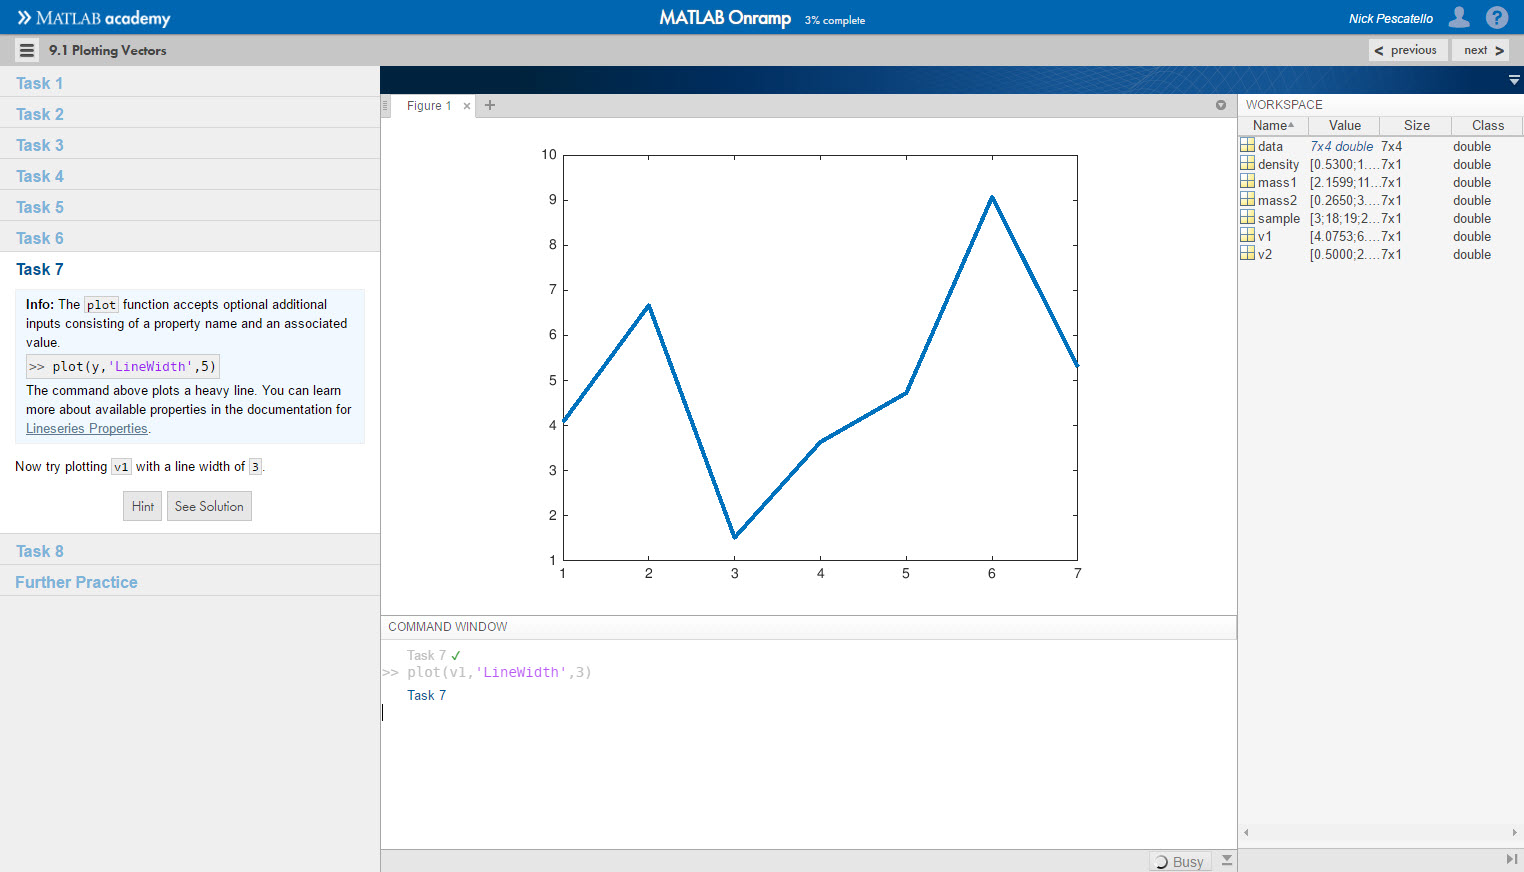 MATLAB academy
MATLAB Onramp 3% complete
Nick Pescatello
?
9.1 Plotting Vectors
< previous
next >
Task 1
Task 2
Task 3
Task 4
Task 5
Task 6
Task 7
Info: The plot function accepts optional additional
inputs consisting of a property name and an associated
value.
>> plot(y,'LineWidth',5)
The command above plots a heavy line. You can learn
more about available properties in the documentation for
Lineseries Properties.
Now try plotting v1 with a line width of 3.
Hint
See Solution
Task 8
Further Practice
Figure 1 × +
10
9
8
7
6
5
4
3
2
1
1 2 3 4 5 6 7
COMMAND WINDOW
Task 7 ✓
>> plot(v1,'LineWidth',3)
Task 7
Busy
WORKSPACE
Name Value Size Class
data 7x4 double 7x4 double
density [0.5300;1.... 7x1 double
mass1 [2.1599;11... 7x1 double
mass2 [0.2650;3.... 7x1 double
sample [3;18;19;2... 7x1 double
v1 [4.0753;6.... 7x1 double
v2 [0.5000;2.... 7x1 double